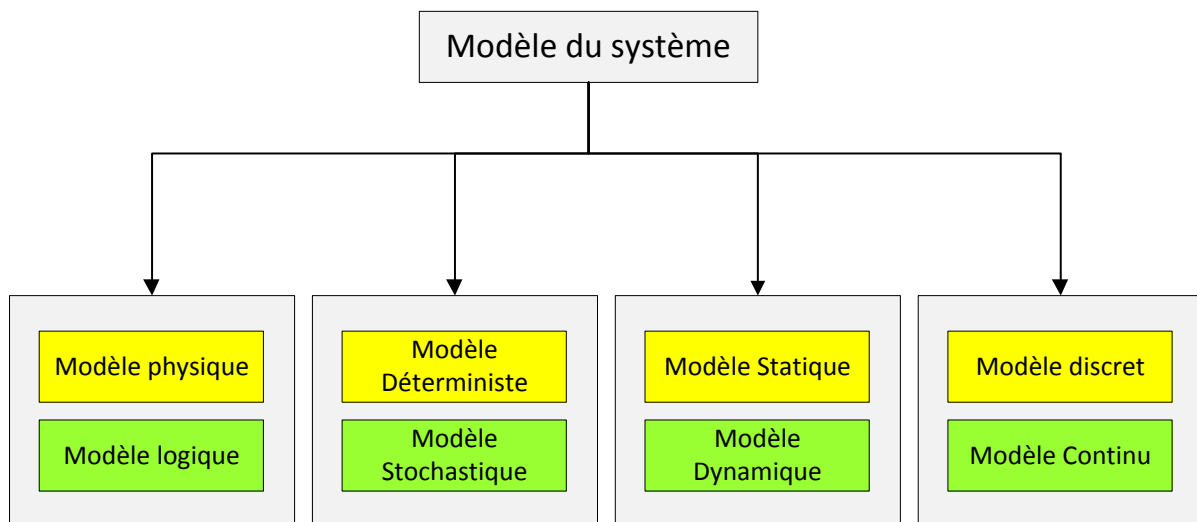 Modèle du système
Modèle physique
Modèle logique
Modèle
Déterministe
Modèle
Stochastique
Modèle Statique
Modèle
Dynamique
Modèle discret
Modèle Continu